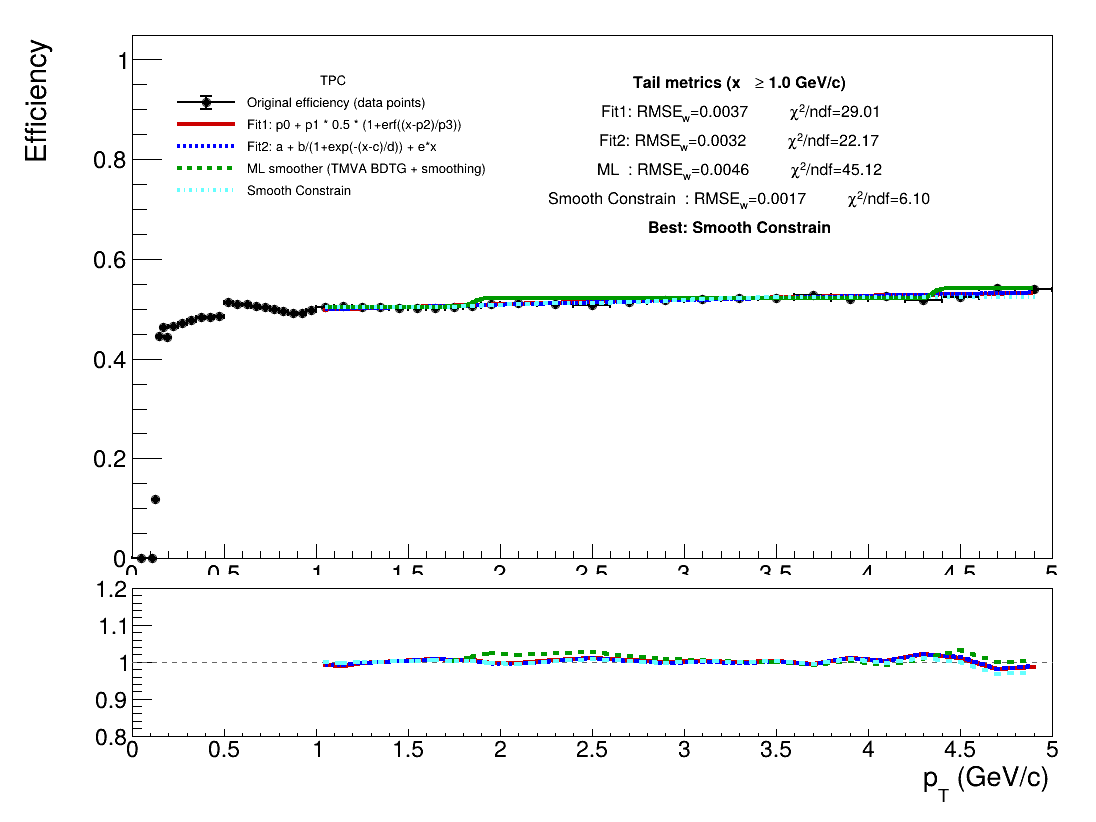 Efficiency
1
0.8
0.6
0.4
0.2
0
TPC
Original efficiency (data points)
Fit1: p0 + p1 * 0.5 * (1+erf((x-p2)/p3))
Fit2: a + b/(1+exp(-(x-c)/d)) + e*x
ML smoother (TMVA BDTG + smoothing)
Smooth Constrain
Tail metrics (x ≥ 1.0 GeV/c)
Fit1: RMSEw=0.0037 χ2/ndf=29.01
Fit2: RMSEw=0.0032 χ2/ndf=22.17
ML : RMSEw=0.0046 χ2/ndf=45.12
Smooth Constrain : RMSEw=0.0017 χ2/ndf=6.10
Best: Smooth Constrain
0 0.5 1 1.5 2 2.5 3 3.5 4 4.5 5
1.2
1.1
1
0.9
0.8
0 0.5 1 1.5 2 2.5 3 3.5 4 4.5 5
pT (GeV/c)